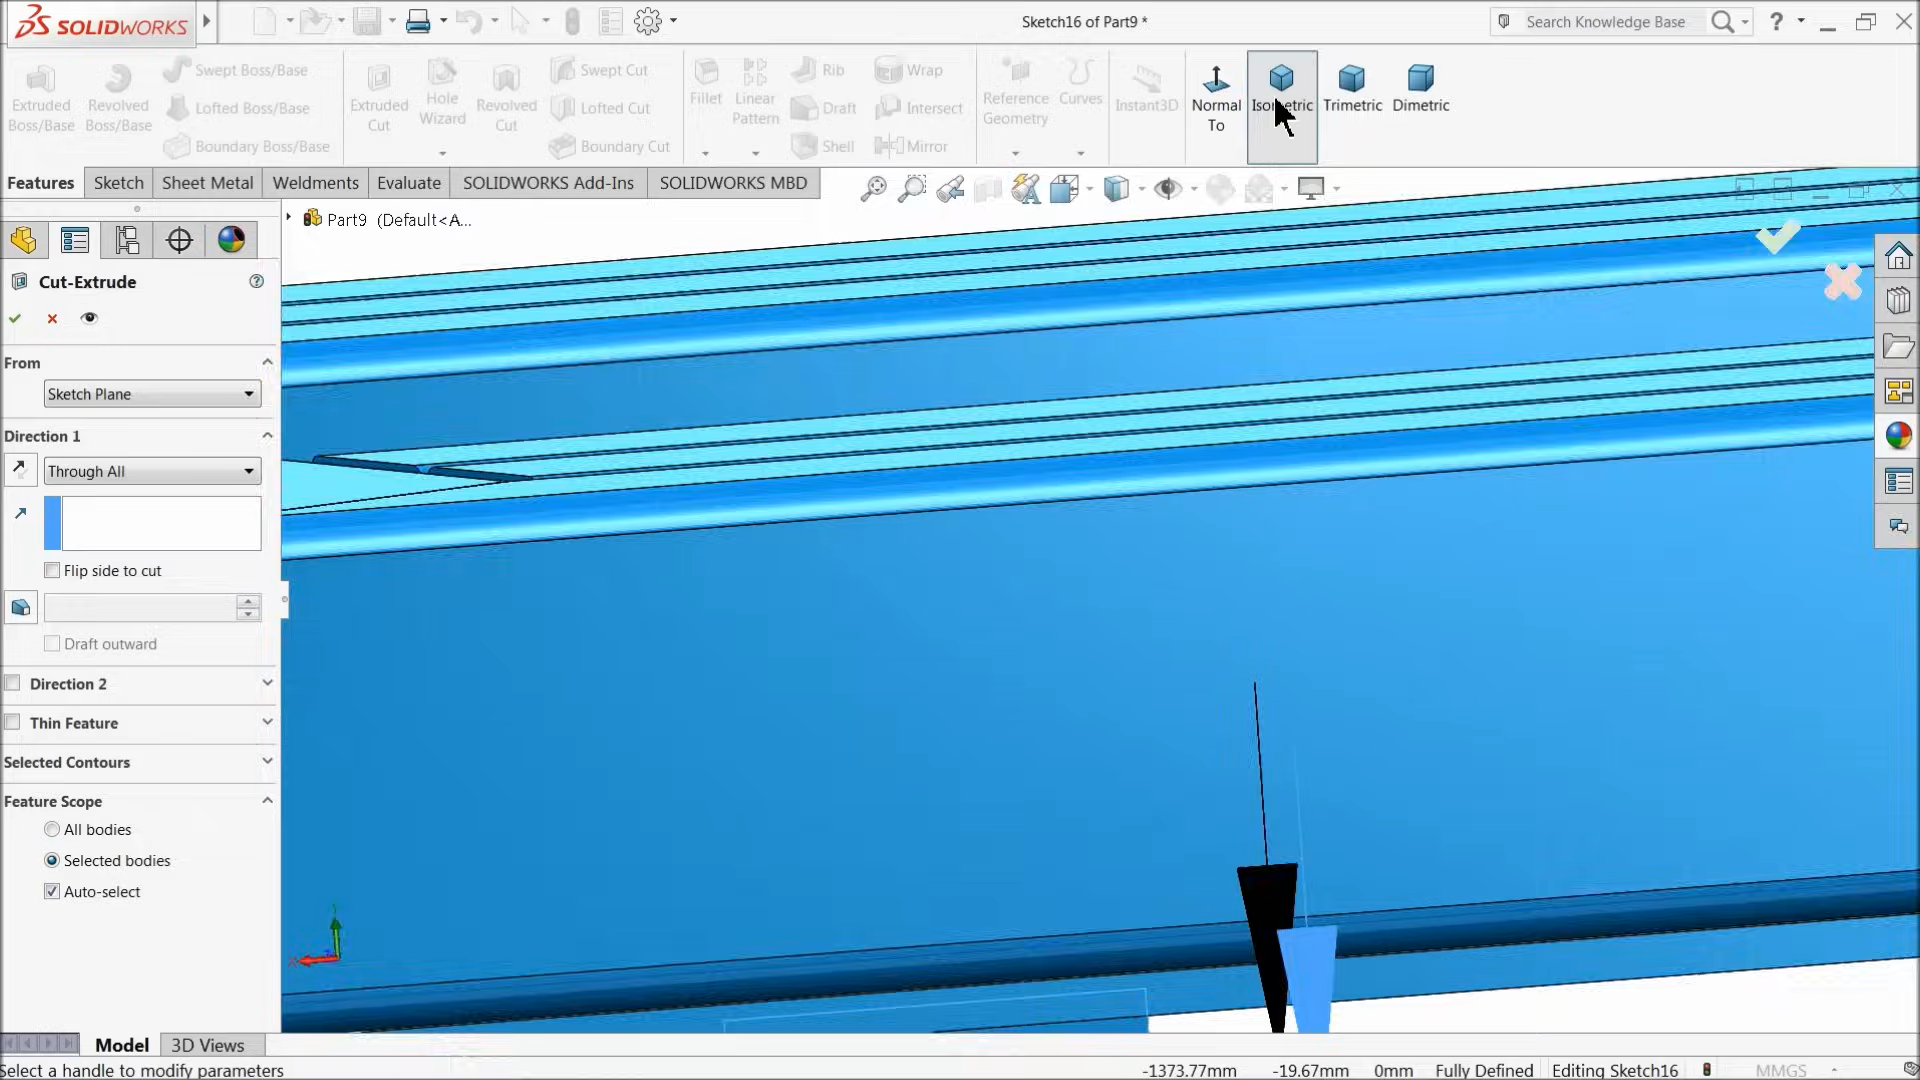 SOLIDWORKS
Sketch16 of Part9 *
Search Knowledge Base
?
Extruded
Boss/Base
Revolved
Boss/Base
Swept Boss/Base
Lofted Boss/Base
Boundary Boss/Base
Extruded
Cut
Hole
Wizard
Revolved
Cut
Swept Cut
Lofted Cut
Boundary Cut
Fillet
Linear
Pattern
Rib
Draft
Shell
Wrap
Intersect
Mirror
Reference
Geometry
Curves
Instant3D
Normal
To
Isometric
Trimetric
Dimetric
Features
Sketch
Sheet Metal
Weldments
Evaluate
SOLIDWORKS Add-Ins
SOLIDWORKS MBD
Part9 (Default<A...
Cut-Extrude
?
From
Sketch Plane
Direction 1
Through All
Flip side to cut
Draft outward
Direction 2
Thin Feature
Selected Contours
Feature Scope
All bodies
Selected bodies
Auto-select
Model
3D Views
Select a handle to modify parameters
-1373.77mm
-19.67mm
0mm
Fully Defined
Editing Sketch16
MMGS